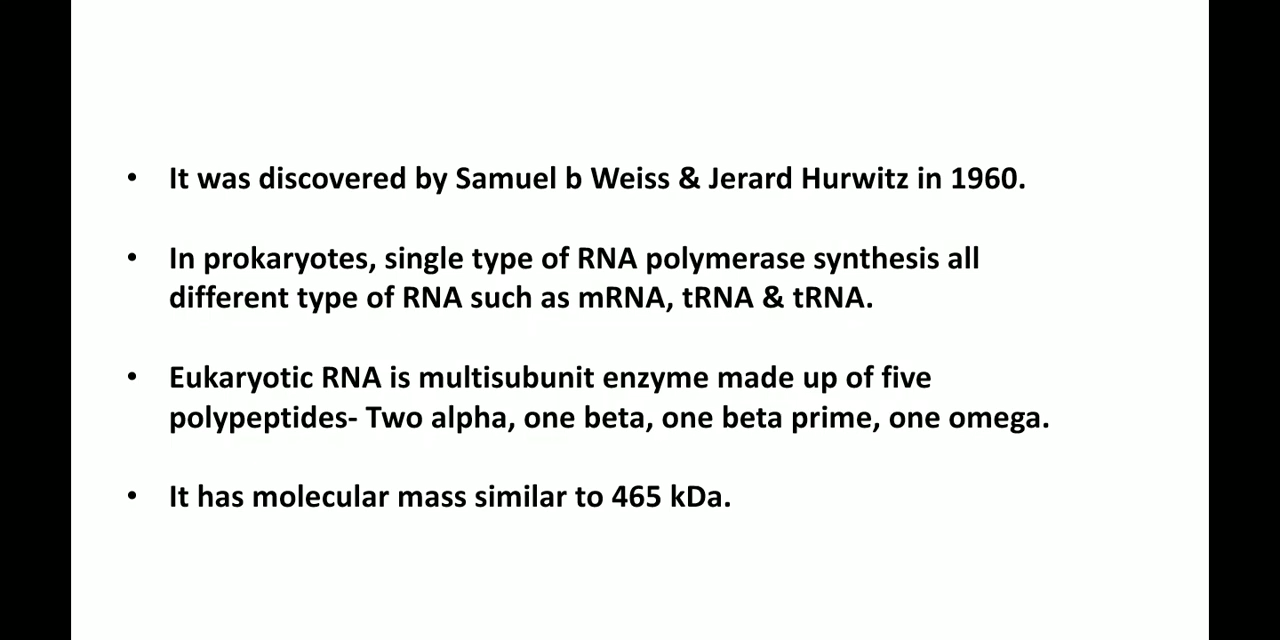 • It was discovered by Samuel b Weiss & Jerard Hurwitz in 1960.
• In prokaryotes, single type of RNA polymerase synthesis all
different type of RNA such as mRNA, tRNA & tRNA.
• Eukaryotic RNA is multisubunit enzyme made up of five
polypeptides- Two alpha, one beta, one beta prime, one omega.
• It has molecular mass similar to 465 kDa.